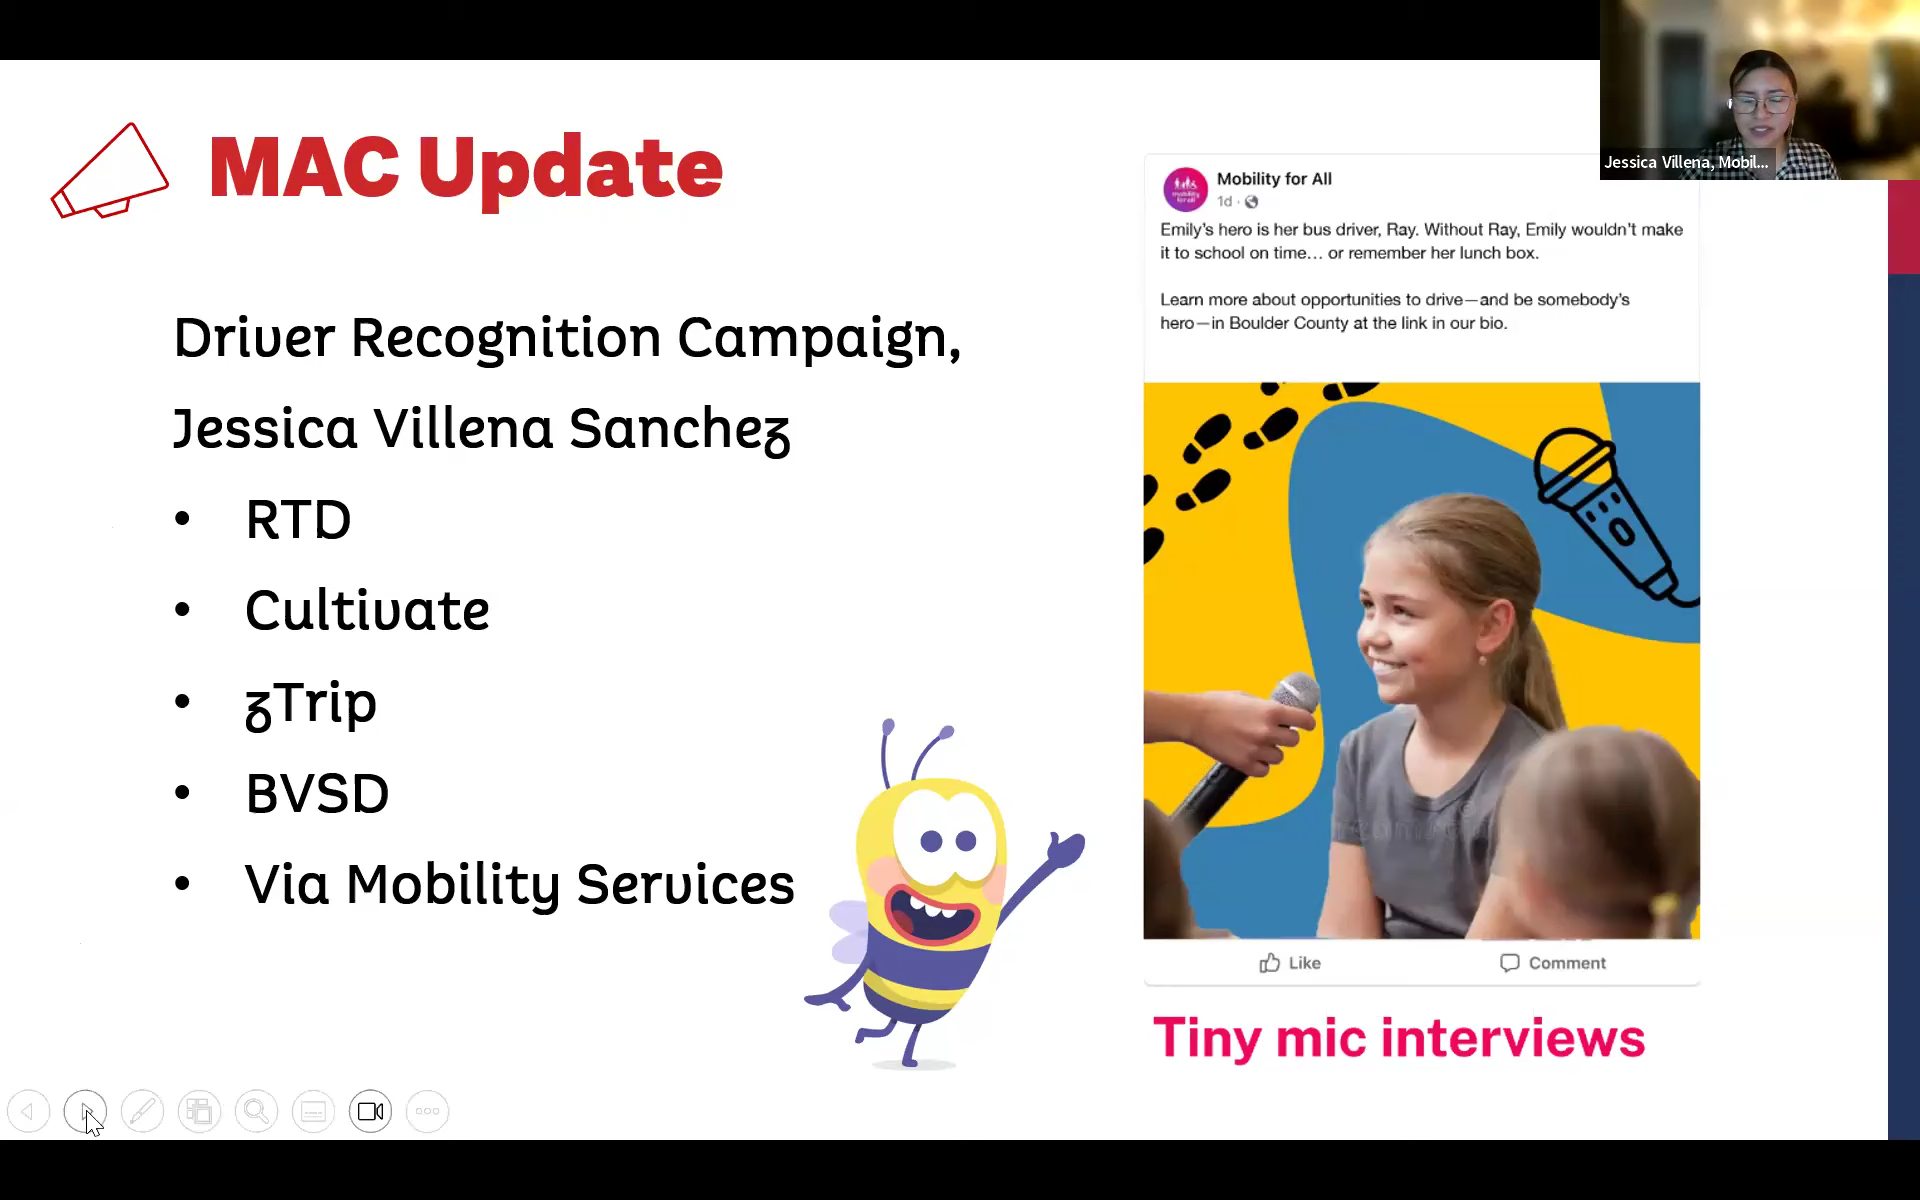 MAC Update
Driver Recognition Campaign,
Jessica Villena Sanchez
• RTD
• Cultivate
• zTrip
• BVSD
• Via Mobility Services
Jessica Villena, Mobil...
mobility
for all
Mobility for All
1d ·
Emily's hero is her bus driver, Ray. Without Ray, Emily wouldn't make
it to school on time... or remember her lunch box.
Learn more about opportunities to drive—and be somebody's
hero—in Boulder County at the link in our bio.
Like
Comment
Tiny mic interviews